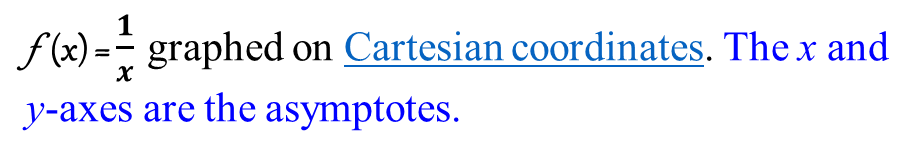 f(x)=1/x graphed on Cartesian coordinates. The x and
y-axes are the asymptotes.